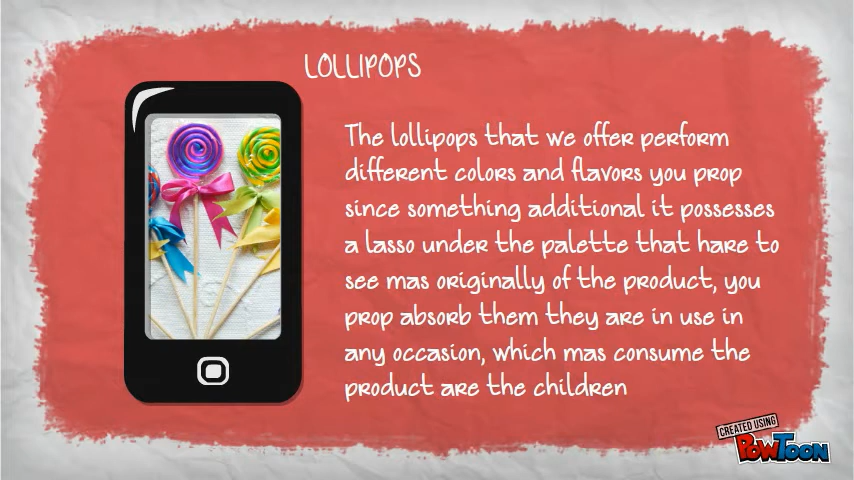 LOLLIPOPS
The lollipops that we offer perform
different colors and flavors you prop
since something additional it possesses
a lasso under the palette that hare to
see mas originally of the product, you
prop absorb them they are in use in
any occasion, which mas consume the
product are the children
CREATED USING
POWTOON